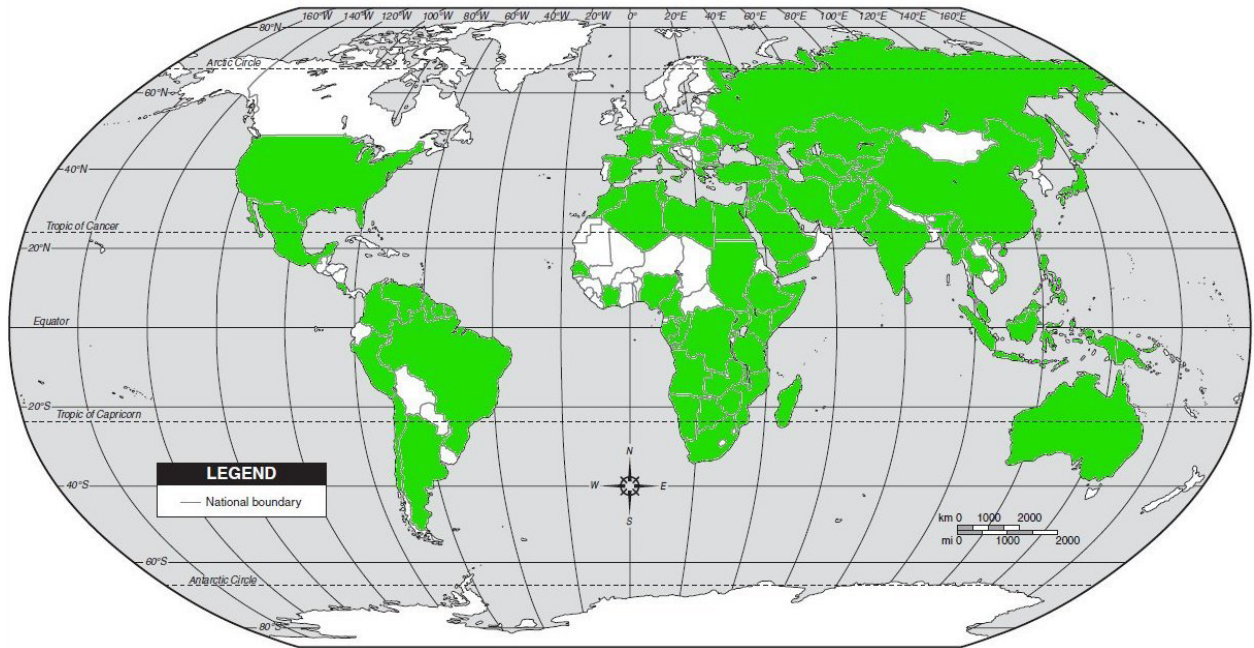 160°W 140°W 120°W 100°W 80°W 60°W 40°W 20°W 0° 20°E 40°E 60°E 80°E 100°E 120°E 140°E 160°E
80°N
Arctic Circle
60°N
40°N
Tropic of Cancer
20°N
Equator
20°S
Tropic of Capricorn
LEGEND
National boundary
40°S
N
W E
S
km 0 1000 2000
mi 0 1000 2000
60°S
Antarctic Circle
80°S